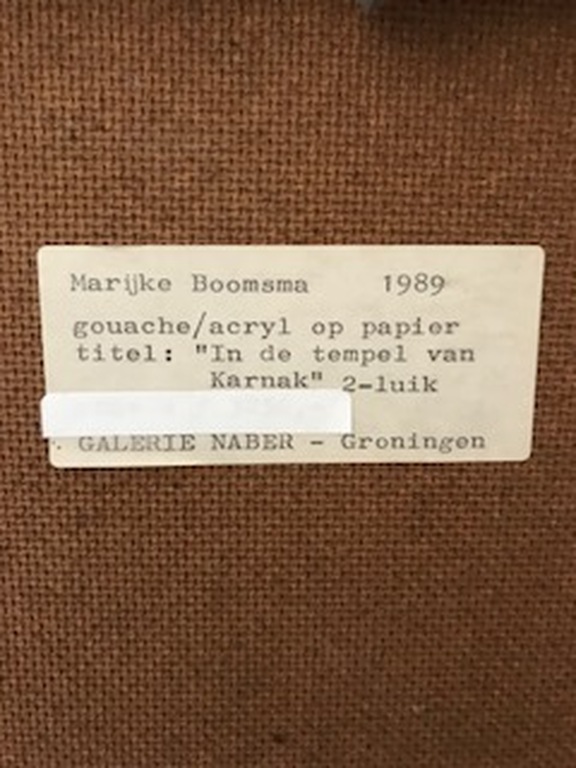 Marijke Boomsma 1989
gouache/acryl op papier
titel: "In de tempel van
Karnak" 2-luik
GALERIE NABER - Groningen